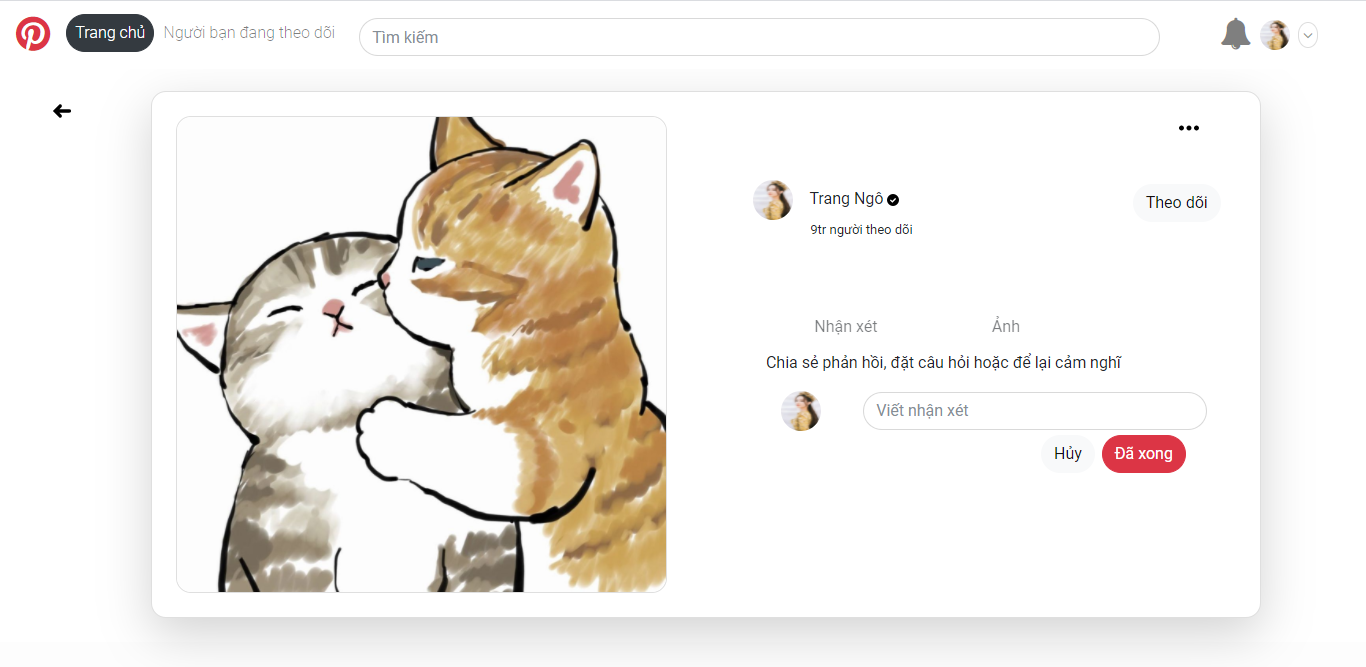 Trang chủ
Người bạn đang theo dõi
Tìm kiếm
Trang Ngô
Theo dõi
9tr người theo dõi
Nhận xét
Ảnh
Chia sẻ phản hồi, đặt câu hỏi hoặc để lại cảm nghĩ
Viết nhận xét
Hủy
Đã xong